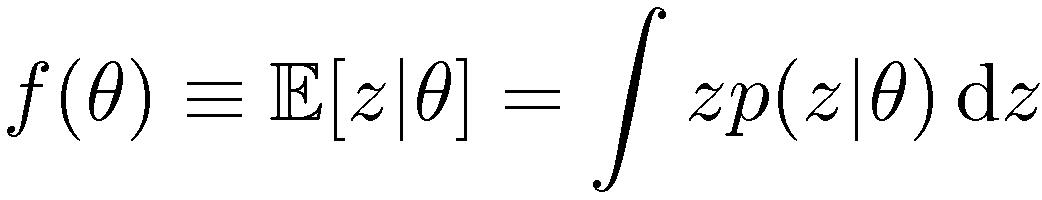 f(θ) ≡ 𝔼[z|θ] = ∫ zp(z|θ) dz